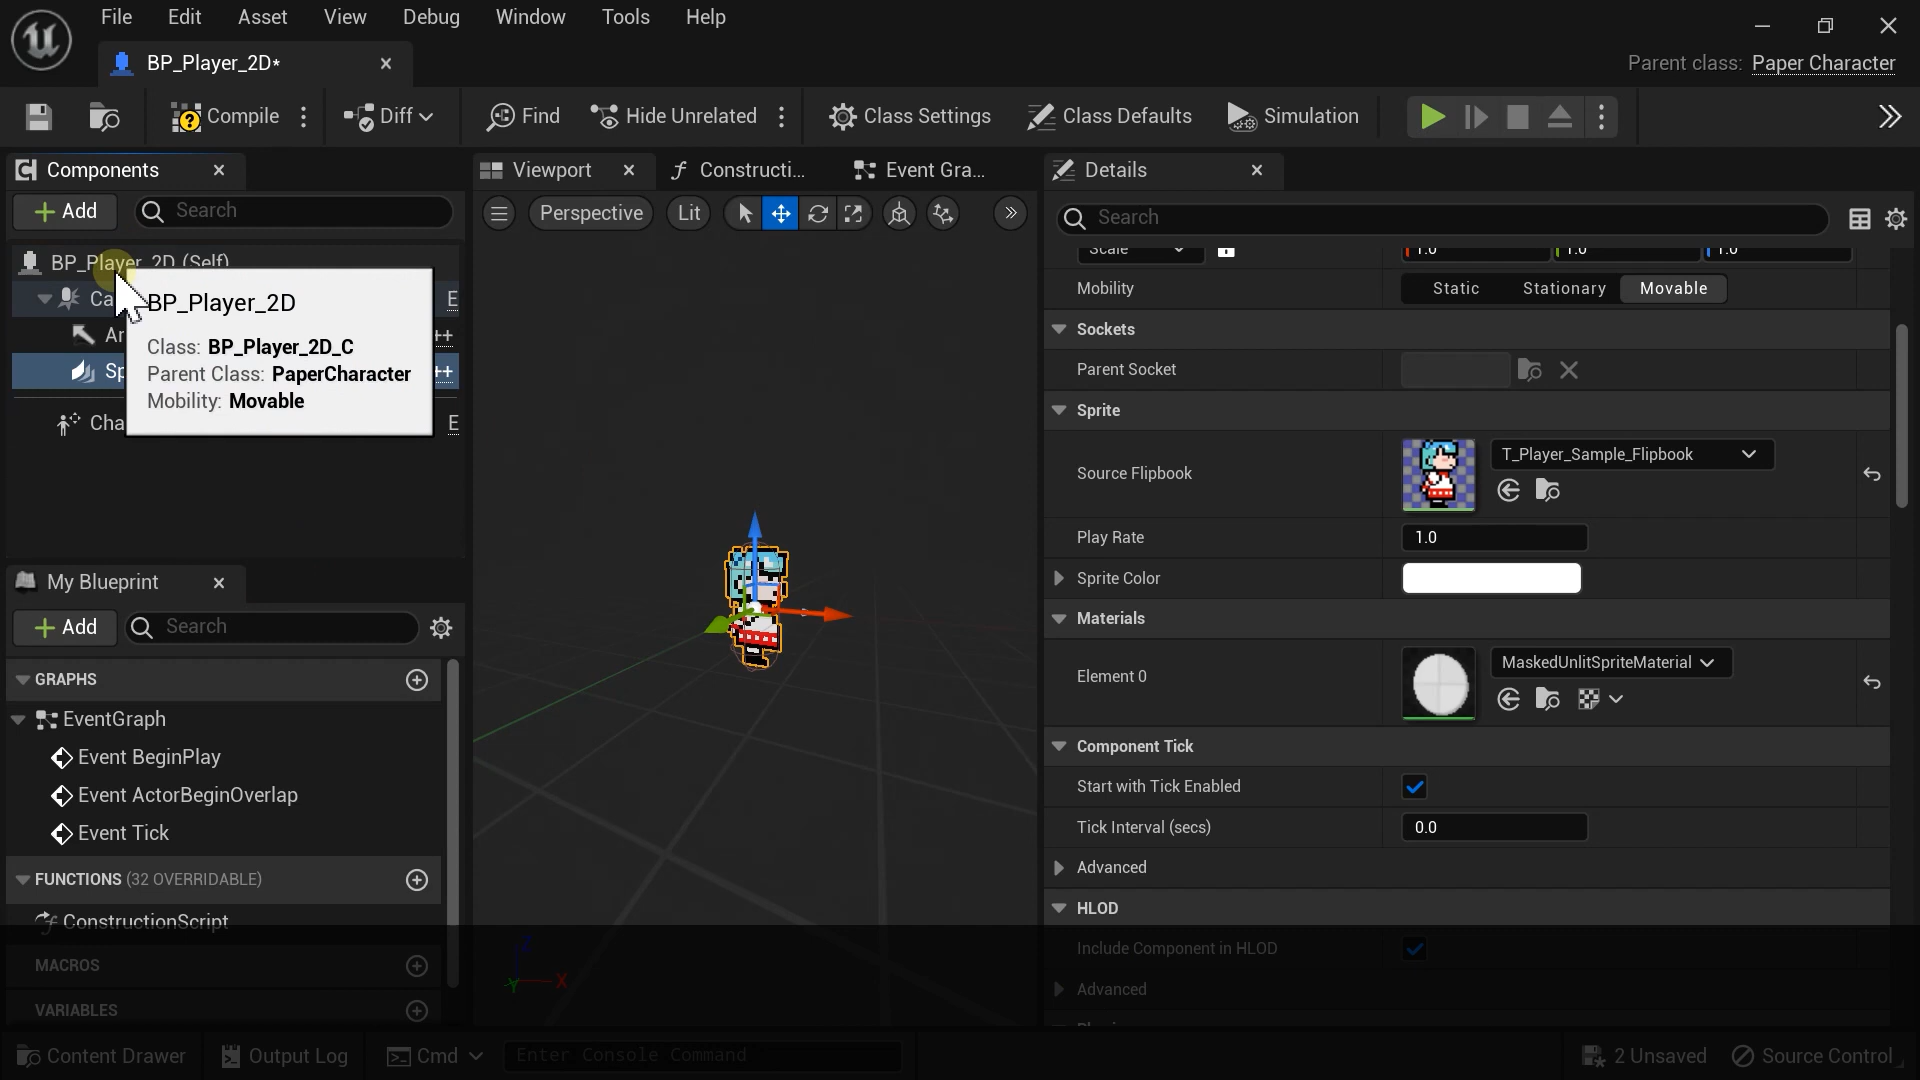 File Edit Asset View Debug Window Tools Help
BP_Player_2D*
Parent class: Paper Character
Compile Diff Find Hide Unrelated Class Settings Class Defaults Simulation
Components
Add Search
BP_Player_2D (Self)
Ca E
Ar ++
Sp ++
Cha E
BP_Player_2D
Class: BP_Player_2D_C
Parent Class: PaperCharacter
Mobility: Movable
My Blueprint
Add Search
GRAPHS
EventGraph
Event BeginPlay
Event ActorBeginOverlap
Event Tick
FUNCTIONS (32 OVERRIDABLE)
ConstructionScript
MACROS
VARIABLES
Viewport Constructi... Event Gra...
Perspective Lit
Z
Y X
Details
Search
Scale 1.0 1.0 1.0
Mobility Static Stationary Movable
Sockets
Parent Socket
Sprite
Source Flipbook T_Player_Sample_Flipbook
Play Rate 1.0
Sprite Color
Materials
Element 0 MaskedUnlitSpriteMaterial
Component Tick
Start with Tick Enabled
Tick Interval (secs) 0.0
Advanced
HLOD
Include Component in HLOD
Advanced
Content Drawer Output Log Cmd Enter Console Command 2 Unsaved Source Control